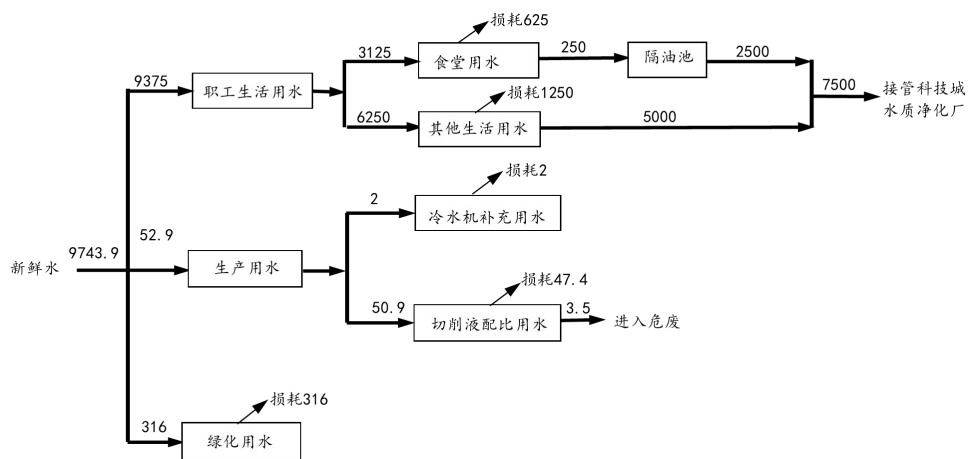 损耗625
3125
食堂用水
250
隔油池
2500
9375
职工生活用水
7500
接管科技城
水质净化厂
损耗1250
6250
其他生活用水
5000
损耗2
2
冷水机补充用水
52.9
新鲜水
9743.9
生产用水
损耗47.4
50.9
切削液配比用水
3.5
进入危废
损耗316
316
绿化用水